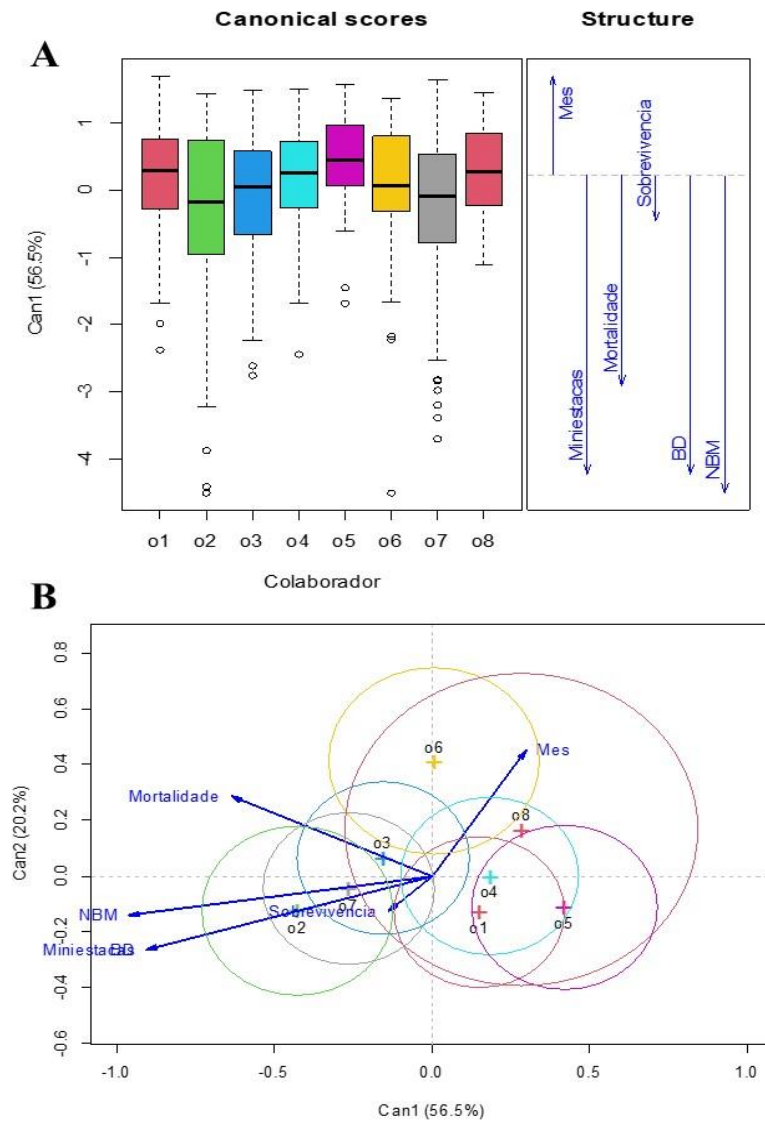 Canonical scores
Structure
A
Can1 (56.5%)
1
0
-1
-2
-3
-4
o1 o2 o3 o4 o5 o6 o7 o8
Colaborador
Mes
Miniestacas
Mortalidade
Sobrevivencia
BD
NBM
B
Can2 (20.2%)
0.8
0.6
0.4
0.2
0.0
-0.2
-0.4
-0.6
o6
Mes
Mortalidade
o8
o3
o4
NBM
o7
Sobrevivencia
o2
o1
o5
Miniestacas
BD
-1.0 -0.5 0.0 0.5 1.0
Can1 (56.5%)